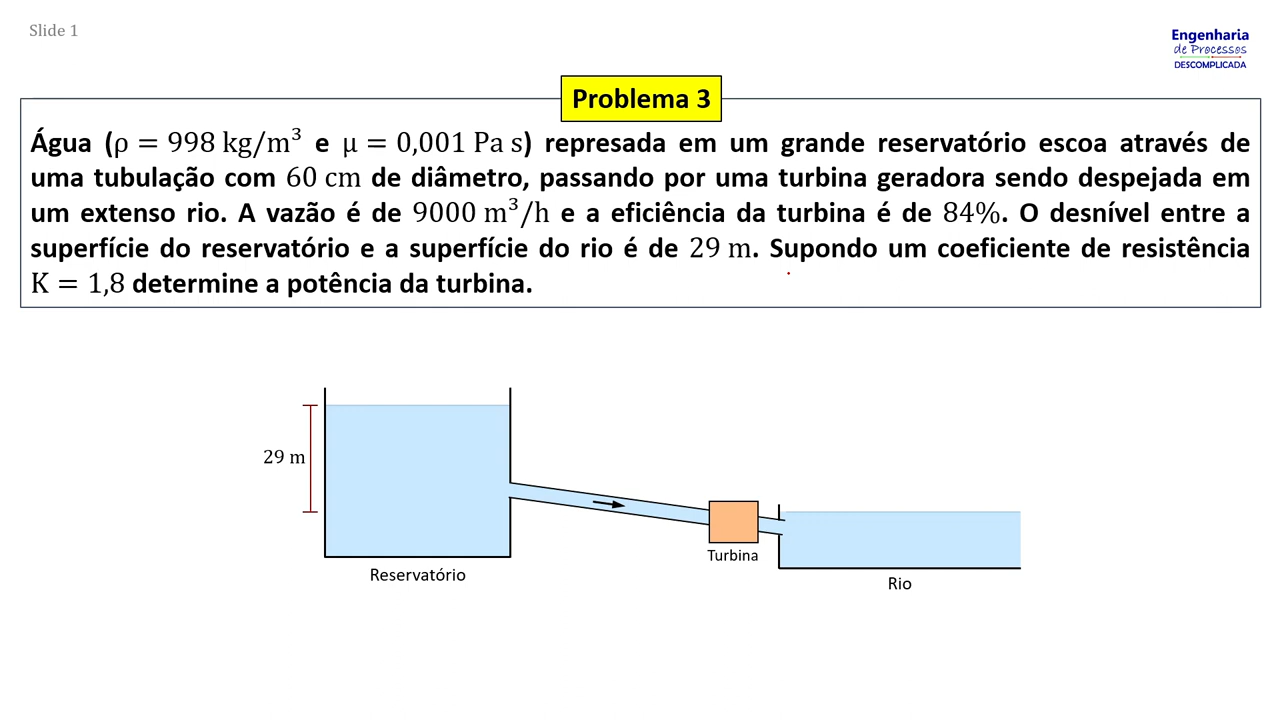 Slide 1
Engenharia
de Processos
DESCOMPLICADA
Problema 3
Água (ρ = 998 kg/m³ e μ = 0,001 Pa s) represada em um grande reservatório escoa através de
uma tubulação com 60 cm de diâmetro, passando por uma turbina geradora sendo despejada em
um extenso rio. A vazão é de 9000 m³/h e a eficiência da turbina é de 84%. O desnível entre a
superfície do reservatório e a superfície do rio é de 29 m. Supondo um coeficiente de resistência
K = 1,8 determine a potência da turbina.
29 m
Turbina
Reservatório
Rio